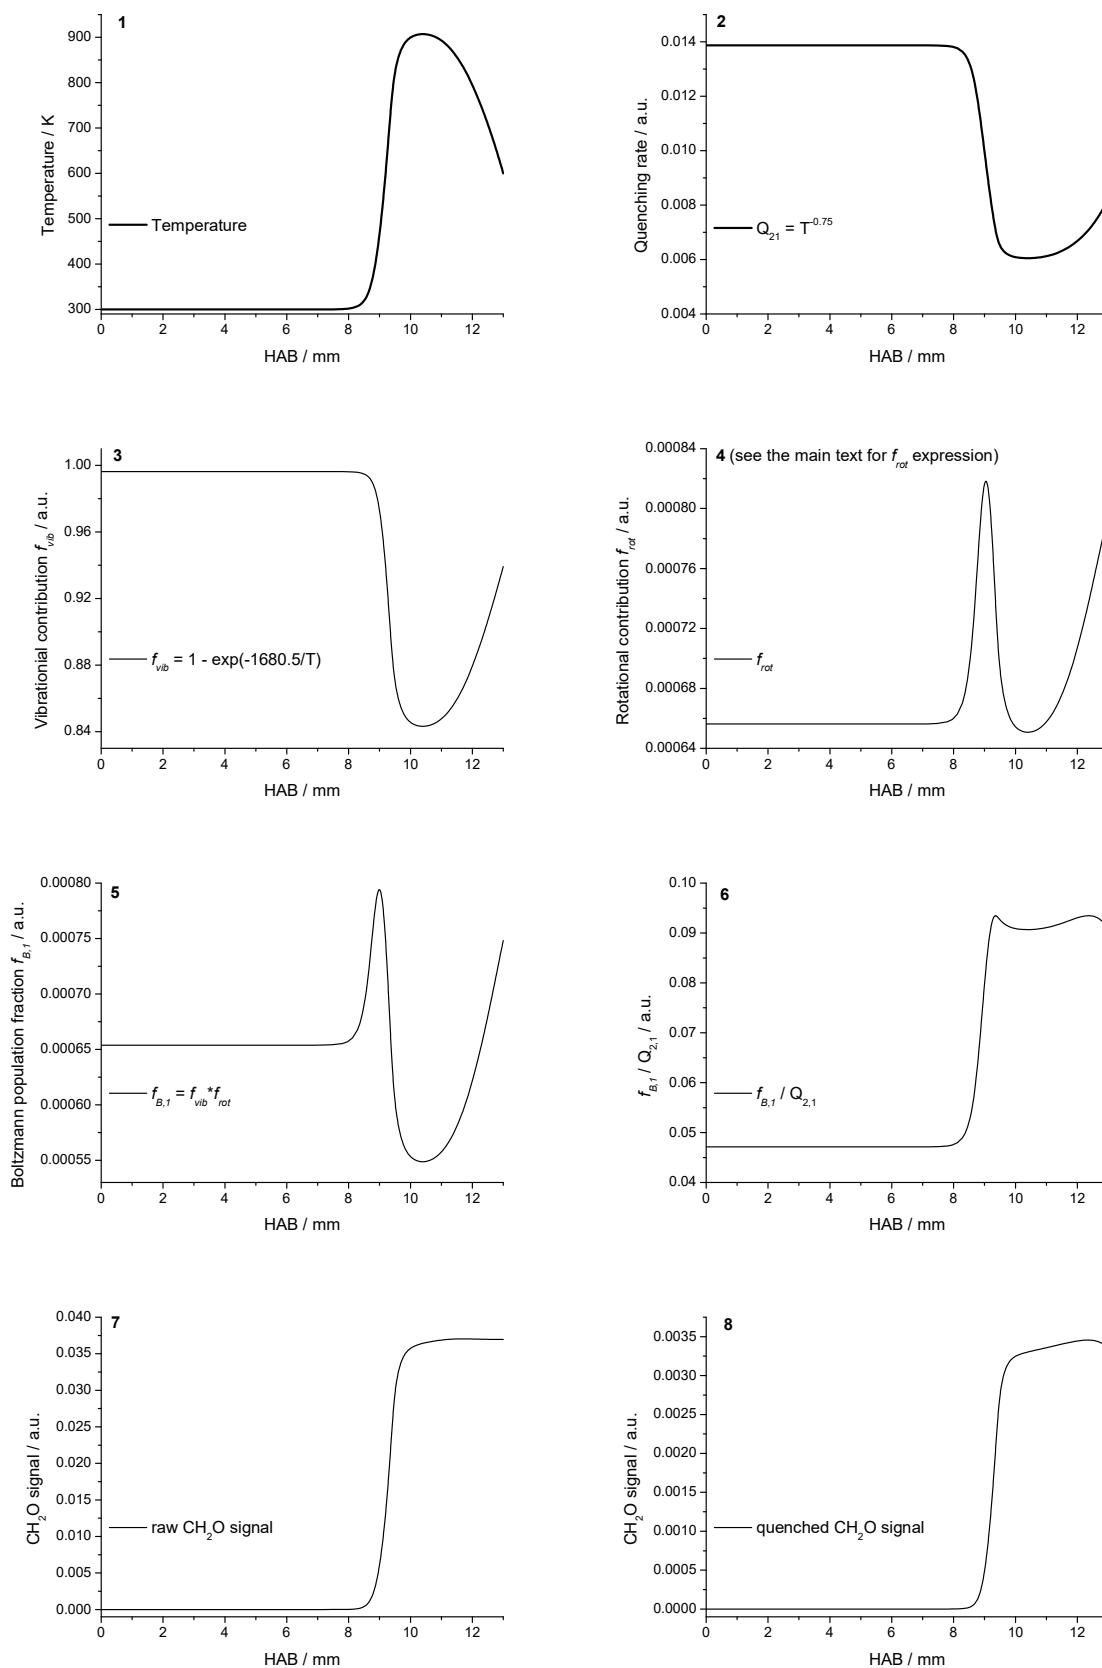 1
900
800
700
600
500
400
300
Temperature / K
Temperature
0 2 4 6 8 10 12
HAB / mm
2
0.014
0.012
0.010
0.008
0.006
0.004
Quenching rate / a.u.
Q21 = T-0.75
0 2 4 6 8 10 12
HAB / mm
3
1.00
0.96
0.92
0.88
0.84
Vibrationial contribution fvib / a.u.
fvib = 1 - exp(-1680.5/T)
0 2 4 6 8 10 12
HAB / mm
4 (see the main text for frot expression)
0.00084
0.00080
0.00076
0.00072
0.00068
0.00064
Rotational contribution frot / a.u.
frot
0 2 4 6 8 10 12
HAB / mm
5
0.00080
0.00075
0.00070
0.00065
0.00060
0.00055
Boltzmann population fraction fB,1 / a.u.
fB,1 = fvib*frot
0 2 4 6 8 10 12
HAB / mm
6
0.10
0.09
0.08
0.07
0.06
0.05
0.04
fB,1 / Q2,1 / a.u.
fB,1 / Q2,1
0 2 4 6 8 10 12
HAB / mm
7
0.040
0.035
0.030
0.025
0.020
0.015
0.010
0.005
0.000
CH2O signal / a.u.
raw CH2O signal
0 2 4 6 8 10 12
HAB / mm
8
0.0035
0.0030
0.0025
0.0020
0.0015
0.0010
0.0005
0.0000
CH2O signal / a.u.
quenched CH2O signal
0 2 4 6 8 10 12
HAB / mm